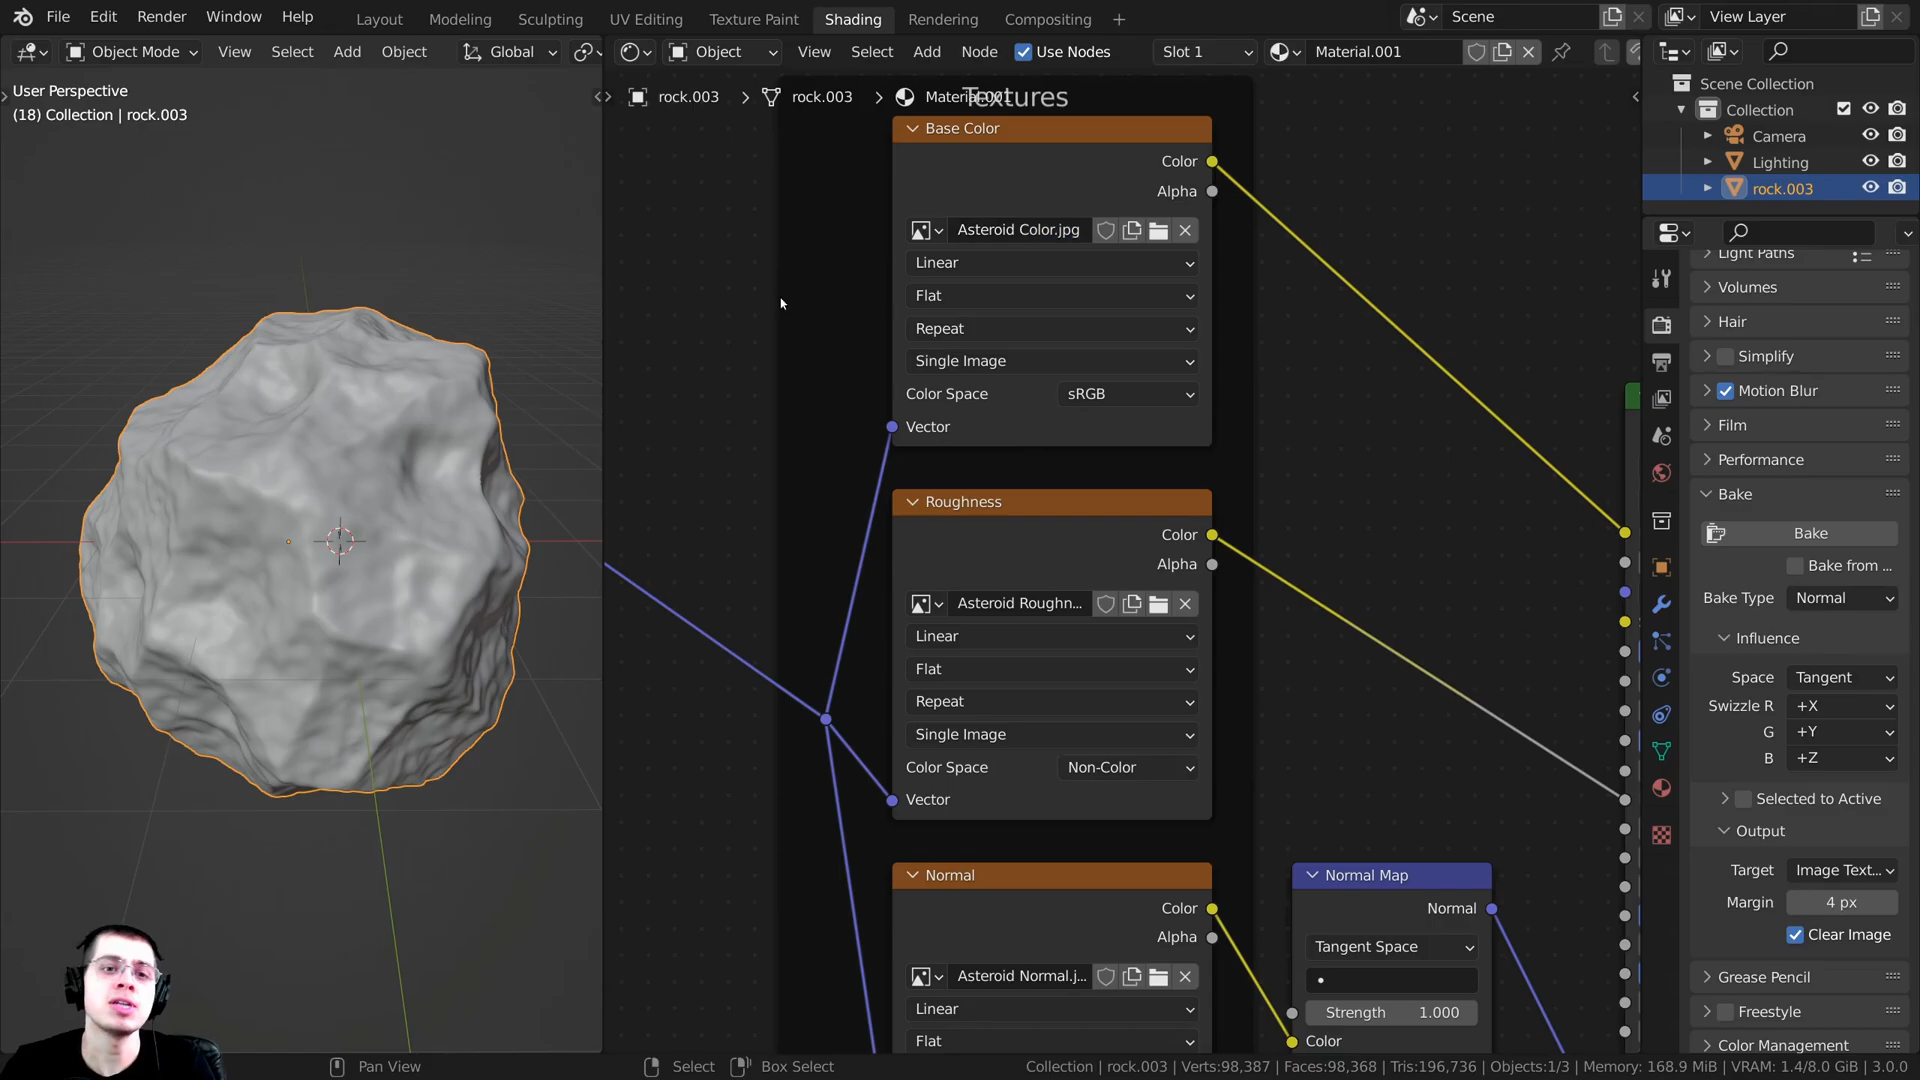 File Edit Render Window Help
Layout Modeling Sculpting UV Editing Texture Paint Shading Rendering Compositing +
Scene
View Layer
Object Mode View Select Add Object Global
Object View Select Add Node Use Nodes Slot 1 Material.001
User Perspective
(18) Collection | rock.003
rock.003 > rock.003 >
Textures
Base Color
Color
Alpha
Asteroid Color.jpg
Linear
Flat
Repeat
Single Image
Color Space sRGB
Vector
Roughness
Color
Alpha
Asteroid Roughn...
Linear
Flat
Repeat
Single Image
Color Space Non-Color
Vector
Normal
Color
Alpha
Asteroid Normal.j...
Linear
Flat
Normal Map
Normal
Tangent Space
Strength 1.000
Color
Scene Collection
Collection
Camera
Lighting
rock.003
Light Paths
Volumes
Hair
Simplify
Motion Blur
Film
Performance
Bake
Bake
Bake from ...
Bake Type Normal
Influence
Space Tangent
Swizzle R +X
G +Y
B +Z
Selected to Active
Output
Target Image Text...
Margin 4 px
Clear Image
Grease Pencil
Freestyle
Color Management
Pan View Select Box Select Collection | rock.003 | Verts:98,387 | Faces:98,368 | Tris:196,736 | Objects:1/3 | Memory: 168.9 MiB | VRAM: 1.4/8.0 GiB | 3.0.0